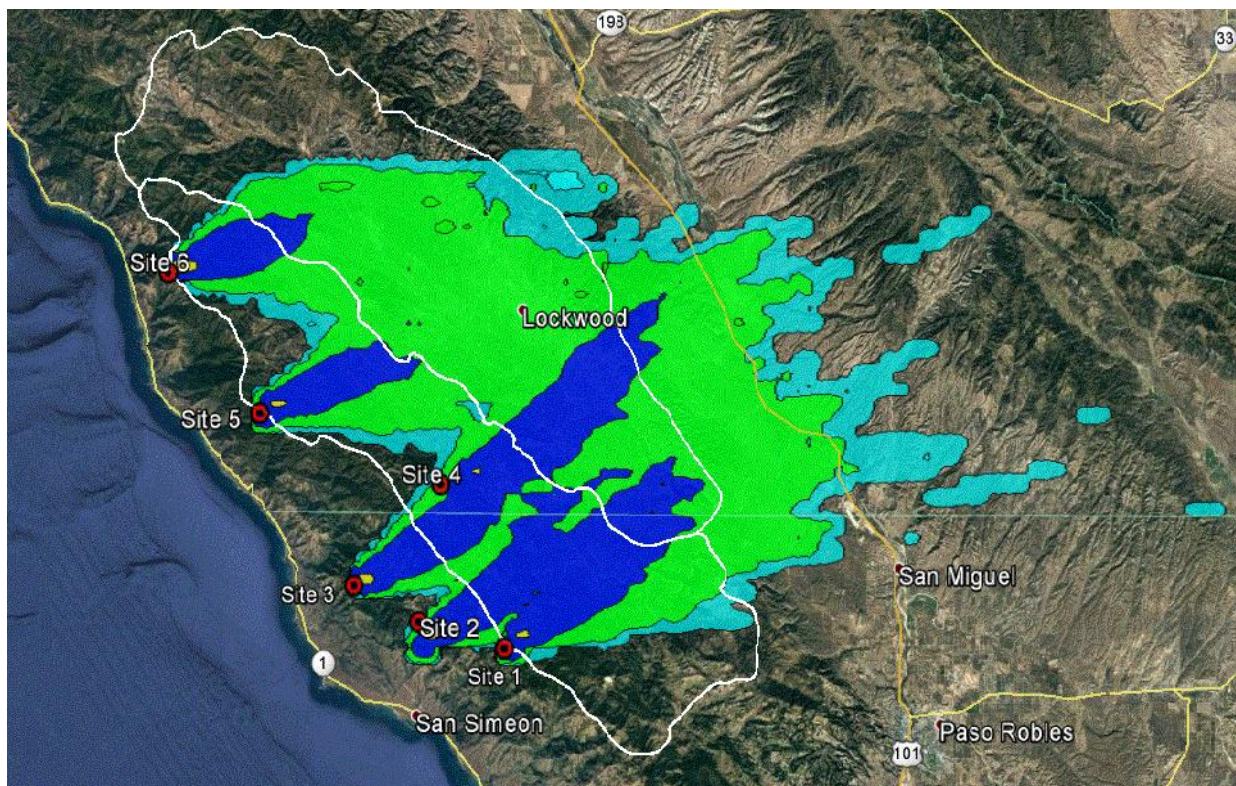 193
33
Site 6
Lockwood
Site 5
Site 4
Site 3
San Miguel
Site 2
Site 1
1
San Simeon
Paso Robles
101